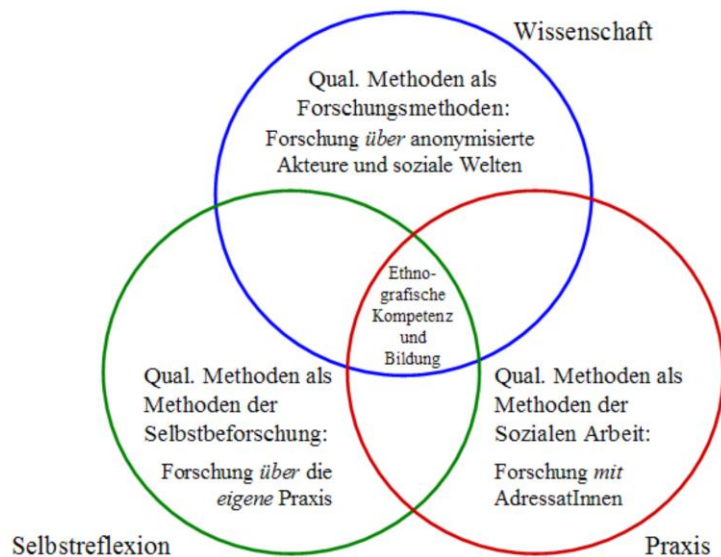 Wissenschaft
Qual. Methoden als
Forschungsmethoden:
Forschung über anonymisierte
Akteure und soziale Welten
Ethno-
grafische
Kompetenz
und
Bildung
Qual. Methoden als
Methoden der
Selbstbeforschung:
Forschung über die
eigene Praxis
Qual. Methoden als
Methoden der
Sozialen Arbeit:
Forschung mit
AdressatInnen
Selbstreflexion
Praxis